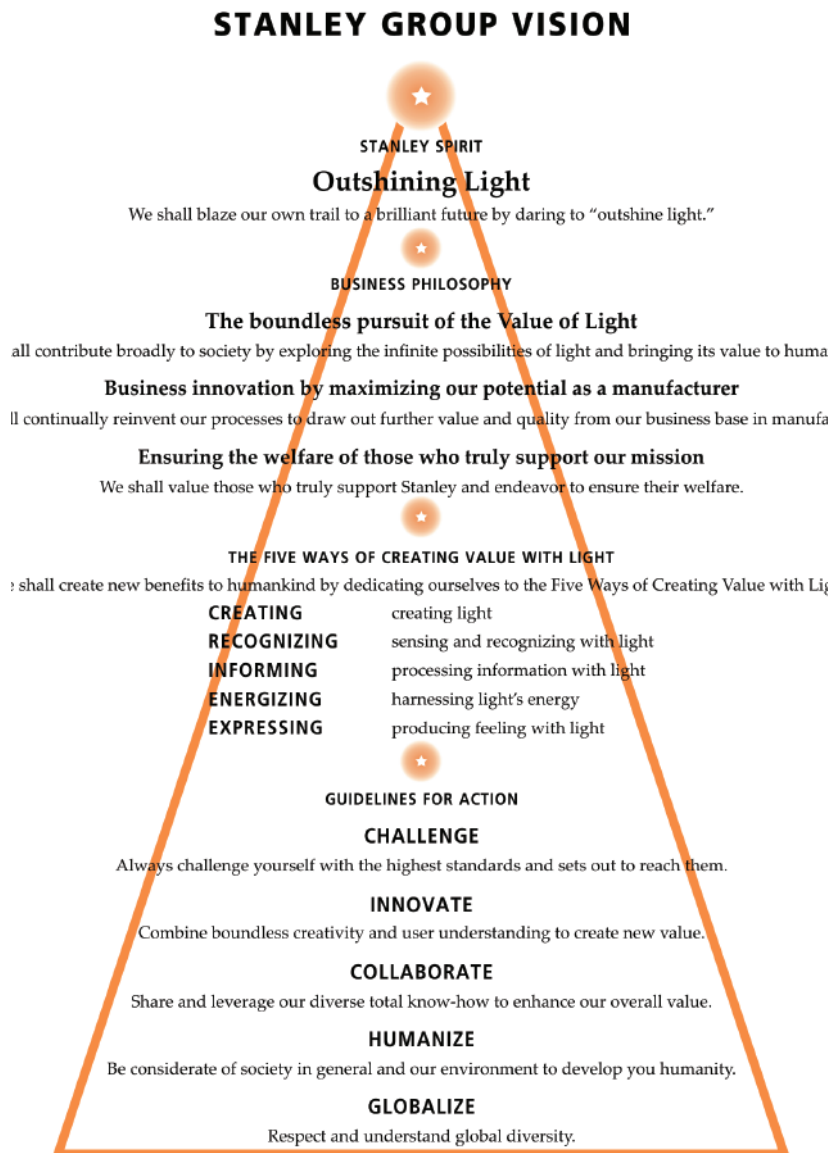 STANLEY GROUP VISION
STANLEY SPIRIT
Outshining Light
We shall blaze our own trail to a brilliant future by daring to “outshine light.”
BUSINESS PHILOSOPHY
The boundless pursuit of the Value of Light
all contribute broadly to society by exploring the infinite possibilities of light and bringing its value to huma
Business innovation by maximizing our potential as a manufacturer
ll continually reinvent our processes to draw out further value and quality from our business base in manufa
Ensuring the welfare of those who truly support our mission
We shall value those who truly support Stanley and endeavor to ensure their welfare.
THE FIVE WAYS OF CREATING VALUE WITH LIGHT
shall create new benefits to humankind by dedicating ourselves to the Five Ways of Creating Value with Lig
CREATING creating light
RECOGNIZING sensing and recognizing with light
INFORMING processing information with light
ENERGIZING harnessing light’s energy
EXPRESSING producing feeling with light
GUIDELINES FOR ACTION
CHALLENGE
Always challenge yourself with the highest standards and sets out to reach them.
INNOVATE
Combine boundless creativity and user understanding to create new value.
COLLABORATE
Share and leverage our diverse total know-how to enhance our overall value.
HUMANIZE
Be considerate of society in general and our environment to develop you humanity.
GLOBALIZE
Respect and understand global diversity.